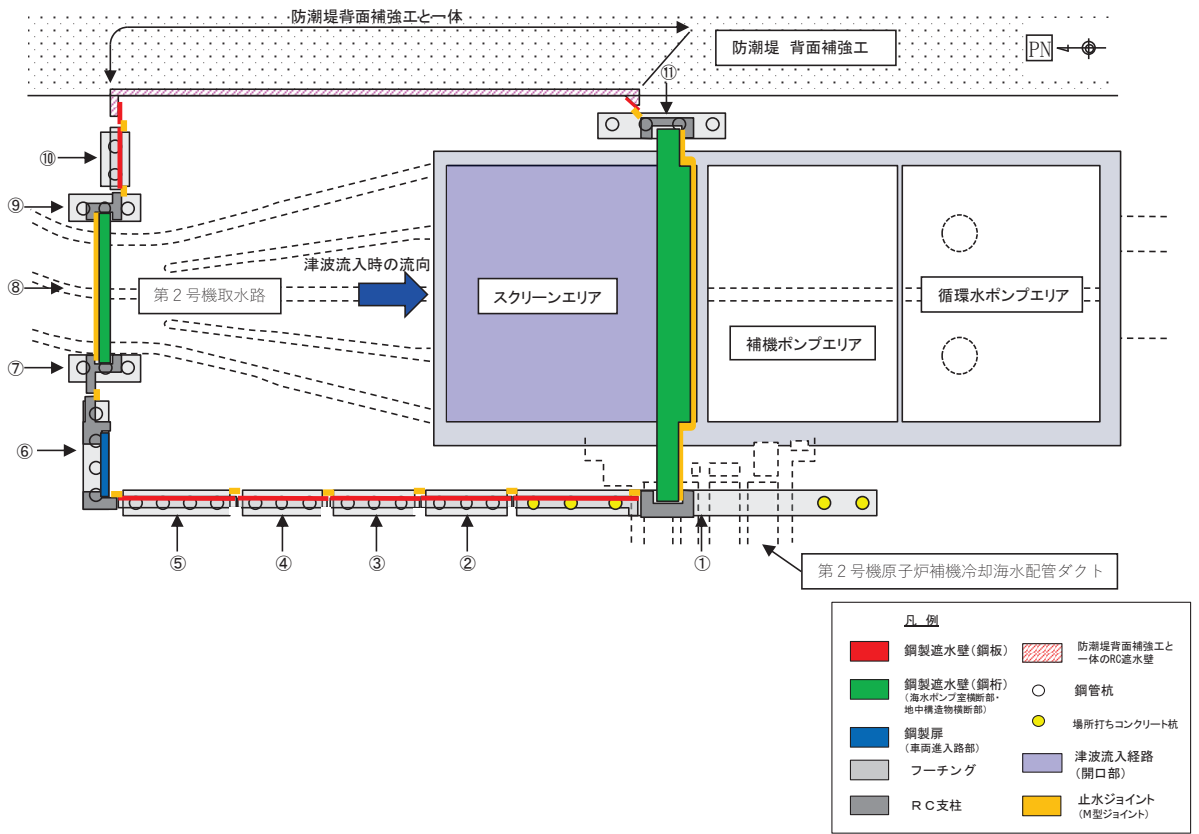 防潮堤背面補強工と一体
防潮堤 背面補強工
PN
⑪
⑩
⑨
⑧
⑦
⑥
津波流入時の流向
第2号機取水路
スクリーンエリア
補機ポンプエリア
循環水ポンプエリア
⑤
④
③
②
①
第2号機原子炉補機冷却海水配管ダクト
凡 例
鋼製遮水壁(鋼板)
鋼製遮水壁(鋼桁)
(海水ポンプ室横断部・
地中構造物横断部)
鋼製扉
(車両進入路部)
フーチング
RC支柱
防潮堤背面補強工と
一体のRC遮水壁
鋼管杭
場所打ちコンクリート杭
津波流入経路
(開口部)
止水ジョイント
(M型ジョイント)